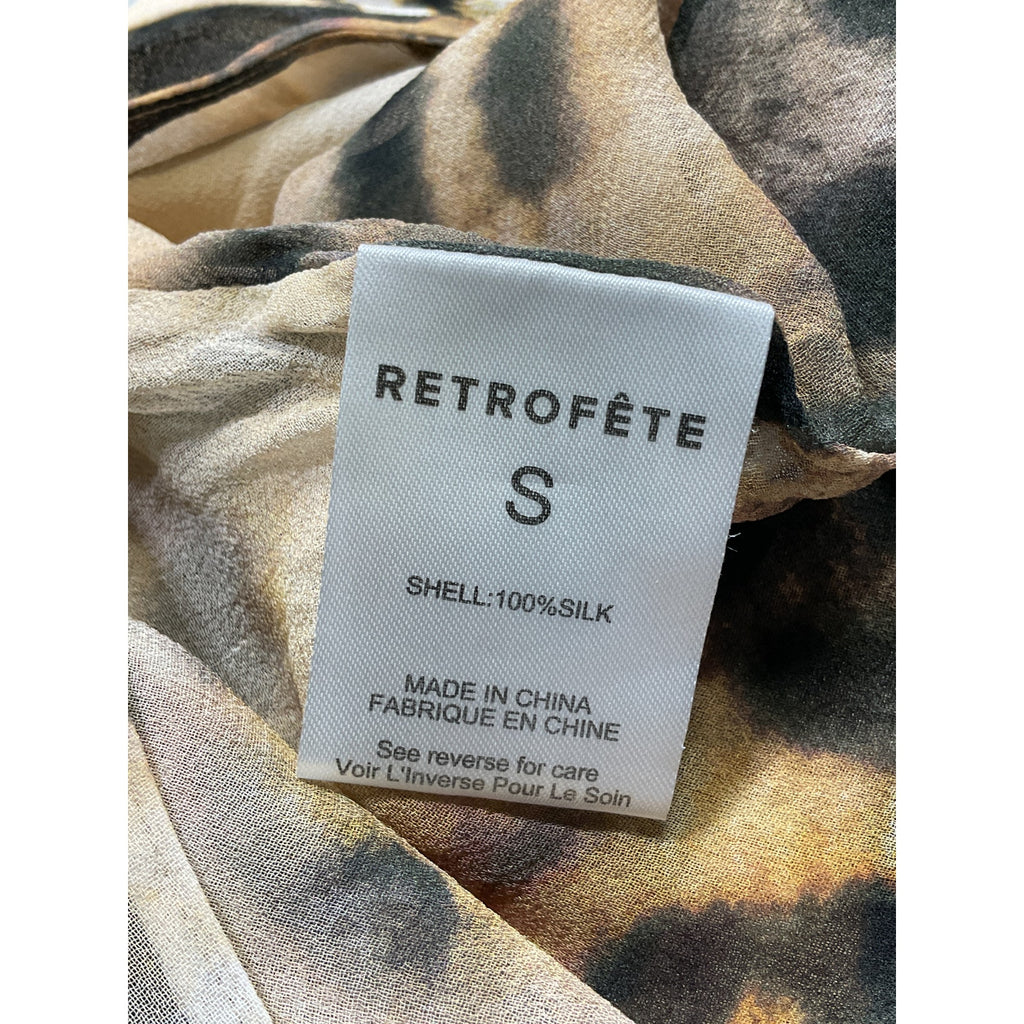 RETROFÊTE
S
SHELL:100%SILK
MADE IN CHINA
FABRIQUE EN CHINE
See reverse for care
Voir L'Inverse Pour Le Soin